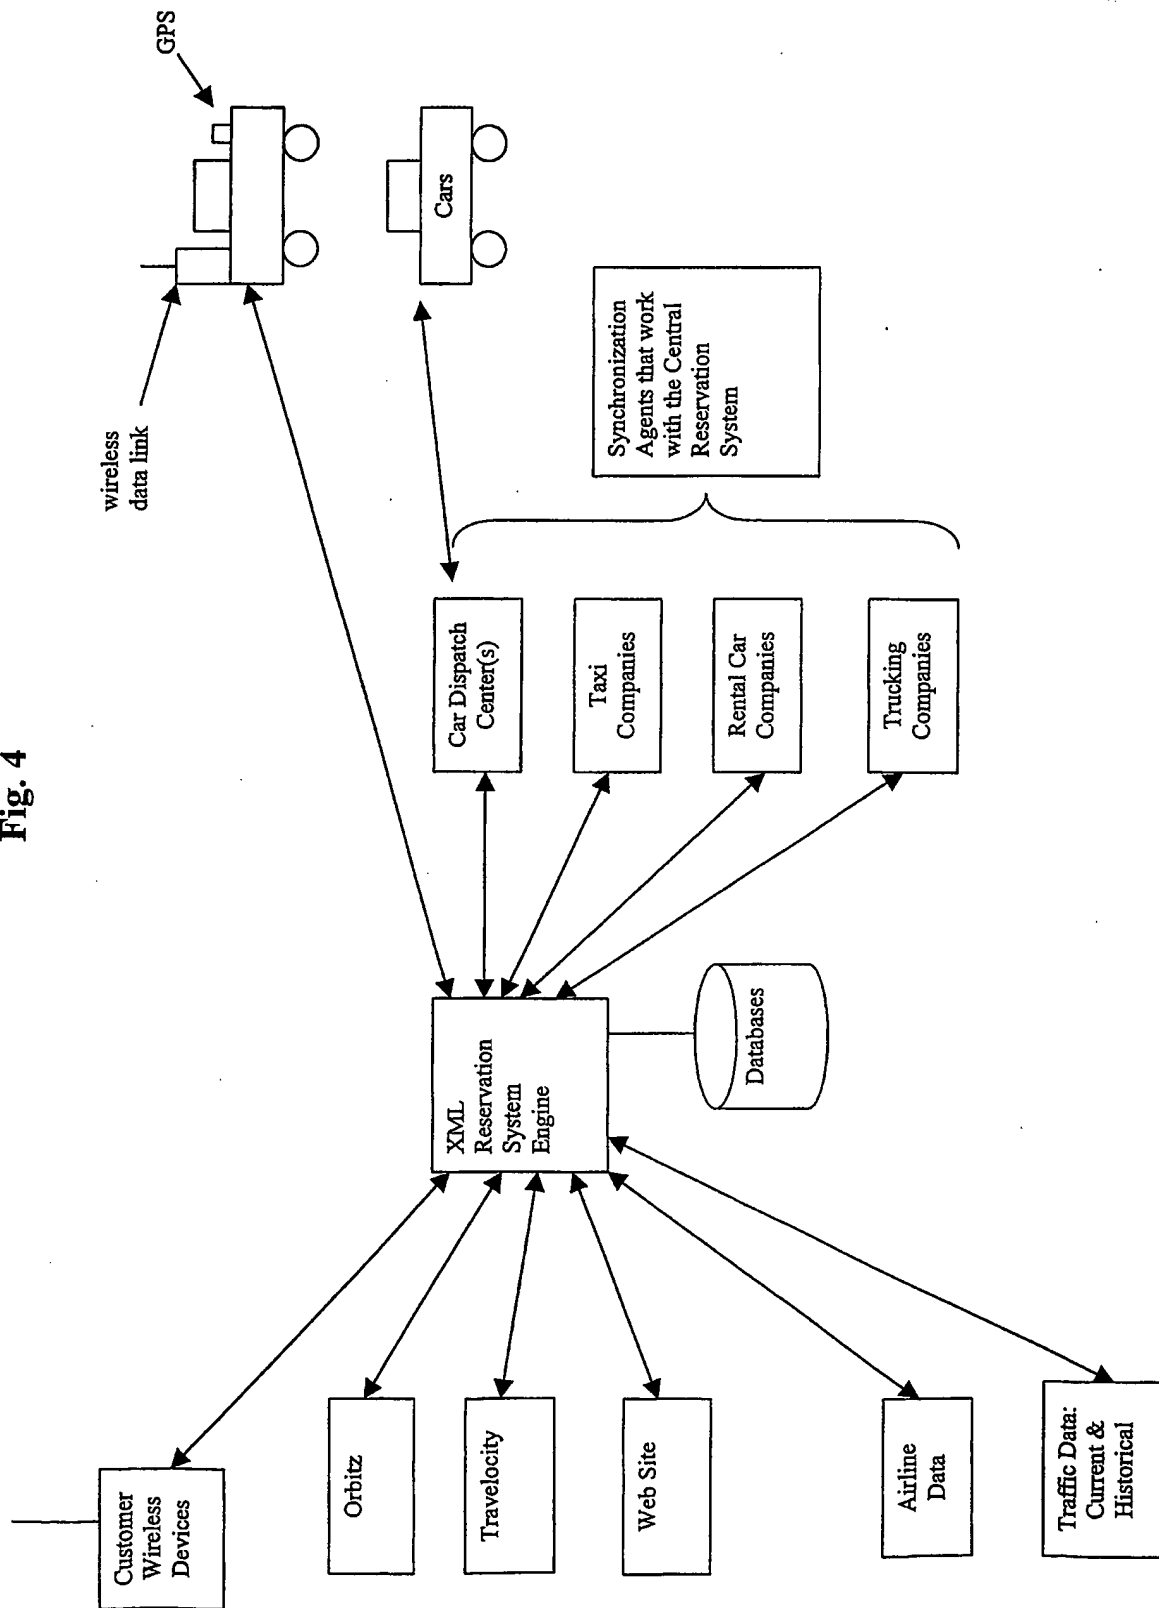 Fig. 4
Customer
Wireless
Devices
Orbitz
Travelocity
Web Site
Airline
Data
Traffic Data:
Current &
Historical
XML
Reservation
System
Engine
Databases
Car Dispatch
Center(s)
Taxi
Companies
Rental Car
Companies
Trucking
Companies
Synchronization
Agents that work
with the Central
Reservation
System
wireless
data link
GPS
Cars